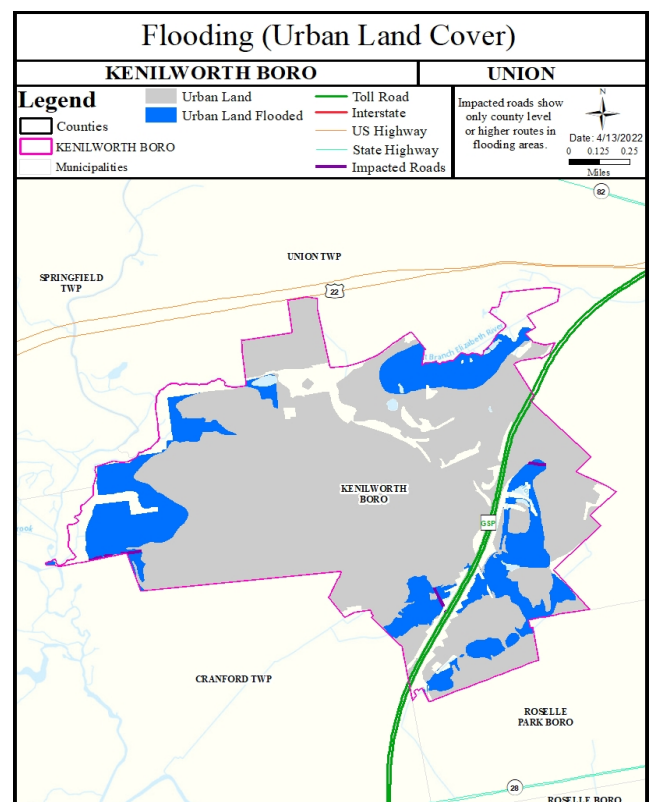 Flooding (Urban Land Cover)
KENILWORTH BORO
UNION
Legend
Counties
KENILWORTH BORO
Municipalities
Urban Land
Urban Land Flooded
Toll Road
Interstate
US Highway
State Highway
Impacted Roads
Impacted roads show
only county level
or higher routes in
flooding areas.
N
Date: 4/13/2022
0 0.125 0.25
Miles
82
UNION TWP
SPRINGFIELD
TWP
22
Branch Elizabeth River
KENILWORTH
BORO
GSP
CRANFORD TWP
ROSELLE
PARK BORO
28
ROSELLE BORO